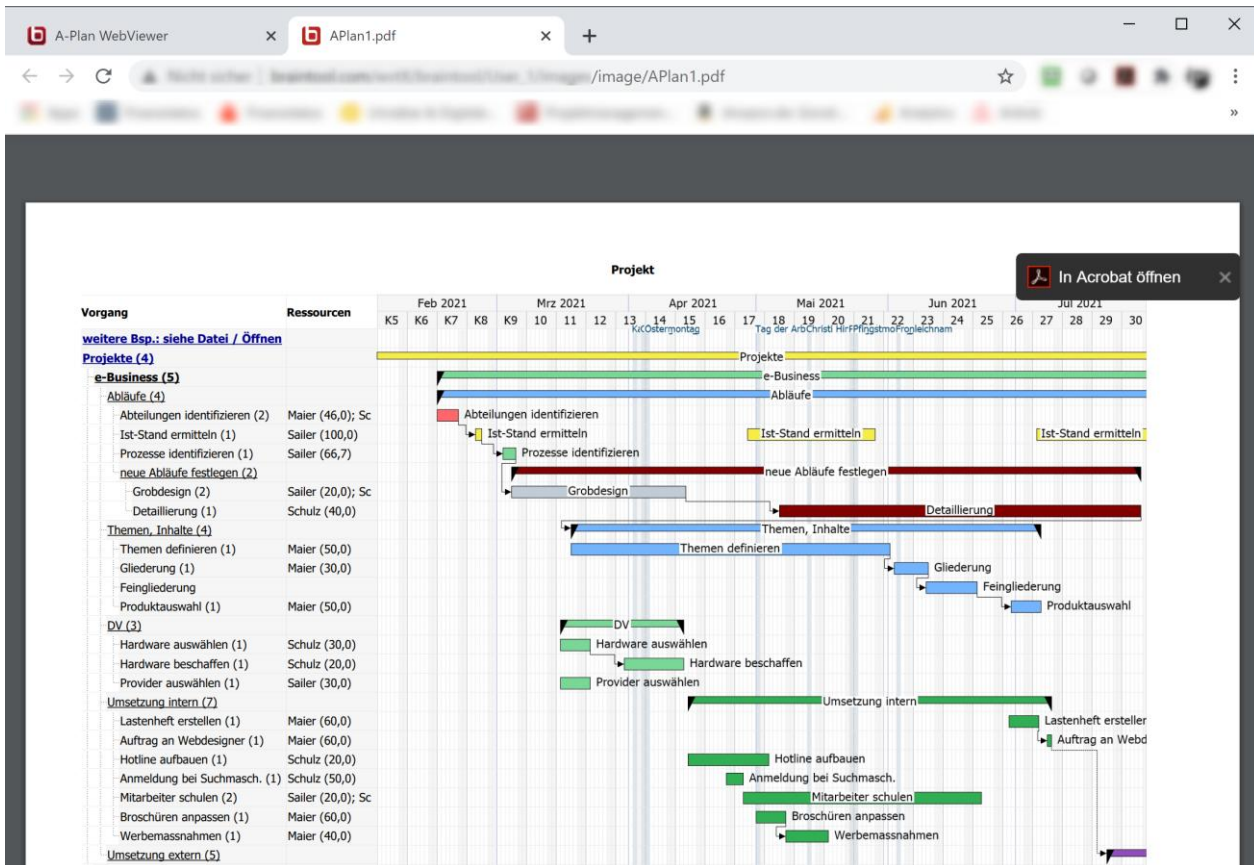 A-Plan WebViewer
APlan1.pdf
/image/APlan1.pdf
In Acrobat öffnen
Projekt
Vorgang Ressourcen
Feb 2021 Mrz 2021 Apr 2021 Mai 2021 Jun 2021 Jul 2021
K5 K6 K7 K8 K9 10 11 12 13 14 15 16 17 18 19 20 21 22 23 24 25 26 27 28 29 30
Ostermontag Tag der Arb Christi Fronleichnam
weitere Bsp.: siehe Datei / Öffnen
Projekte (4) Projekte
e-Business (5) e-Business
Abläufe (4) Abläufe
Abteilungen identifizieren (2) Maier (46,0); Sc Abteilungen identifizieren
Ist-Stand ermitteln (1) Sailer (100,0) Ist-Stand ermitteln Ist-Stand ermitteln Ist-Stand ermitteln
Prozesse identifizieren (1) Sailer (66,7) Prozesse identifizieren
neue Abläufe festlegen (2) neue Abläufe festlegen
Grobdesign (2) Sailer (20,0); Sc Grobdesign
Detaillierung (1) Schulz (40,0) Detaillierung
Themen, Inhalte (4) Themen, Inhalte
Themen definieren (1) Maier (50,0) Themen definieren
Gliederung (1) Maier (30,0) Gliederung
Feingliederung Feingliederung
Produktauswahl (1) Maier (50,0) Produktauswahl
DV (3) DV
Hardware auswählen (1) Schulz (30,0) Hardware auswählen
Hardware beschaffen (1) Schulz (20,0) Hardware beschaffen
Provider auswählen (1) Sailer (30,0) Provider auswählen
Umsetzung intern (7) Umsetzung intern
Lastenheft erstellen (1) Maier (60,0) Lastenheft ersteller
Auftrag an Webdesigner (1) Maier (60,0) Auftrag an Webd
Hotline aufbauen (1) Schulz (20,0) Hotline aufbauen
Anmeldung bei Suchmasch. (1) Schulz (50,0) Anmeldung bei Suchmasch.
Mitarbeiter schulen (2) Sailer (20,0); Sc Mitarbeiter schulen
Broschüren anpassen (1) Maier (60,0) Broschüren anpassen
Werbemassnahmen (1) Maier (40,0) Werbemassnahmen
Umsetzung extern (5)